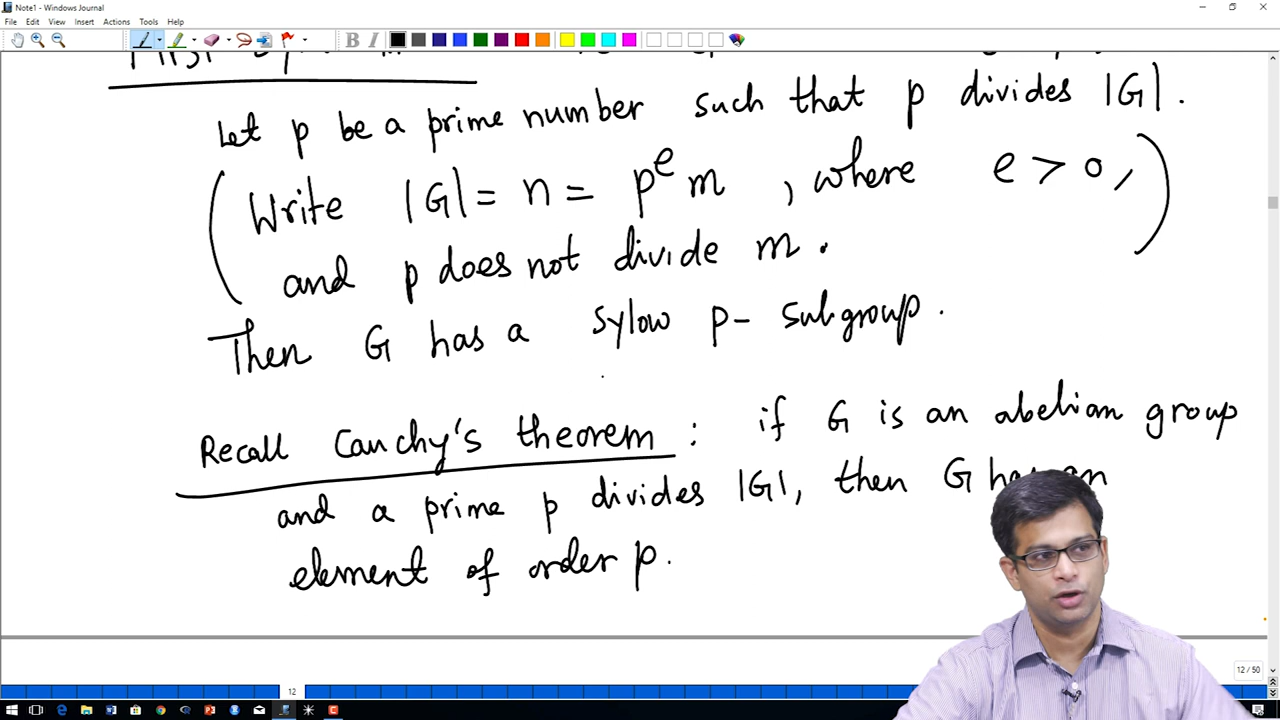 Note1 - Windows Journal
File Edit View Insert Actions Tools Help
B I
Let p be a prime number such that p divides |G|.
(Write |G| = n = p^e m , where e > 0,)
and p does not divide m.
Then G has a Sylow p- subgroup.
Recall Cauchy's theorem : if G is an abelian group
and a prime p divides |G|, then G has an
element of order p.
12 / 50
12